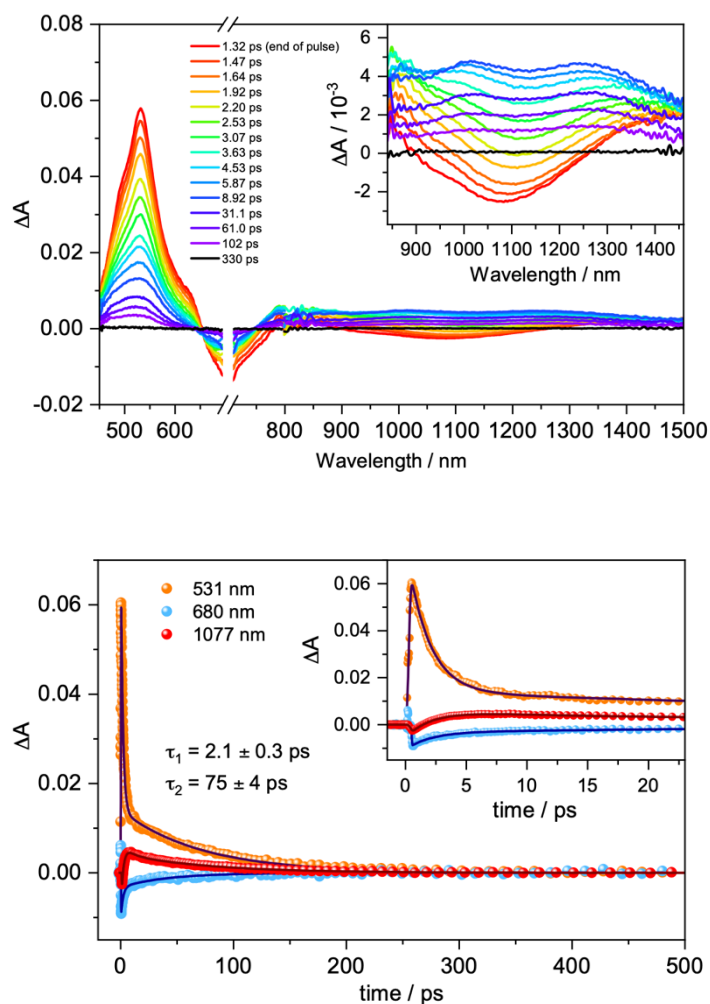 0.08
0.06
0.04
0.02
0.00
-0.02
ΔA
1.32 ps (end of pulse)
1.47 ps
1.64 ps
1.92 ps
2.20 ps
2.53 ps
3.07 ps
3.63 ps
4.53 ps
5.87 ps
8.92 ps
31.1 ps
61.0 ps
102 ps
330 ps
ΔA / 10⁻³
6
4
2
0
-2
900 1000 1100 1200 1300 1400
Wavelength / nm
500 600 800 900 1000 1100 1200 1300 1400 1500
Wavelength / nm
0.06
0.04
0.02
0.00
ΔA
531 nm
680 nm
1077 nm
τ₁ = 2.1 ± 0.3 ps
τ₂ = 75 ± 4 ps
ΔA
0.06
0.04
0.02
0.00
0 5 10 15 20
time / ps
0 100 200 300 400 500
time / ps